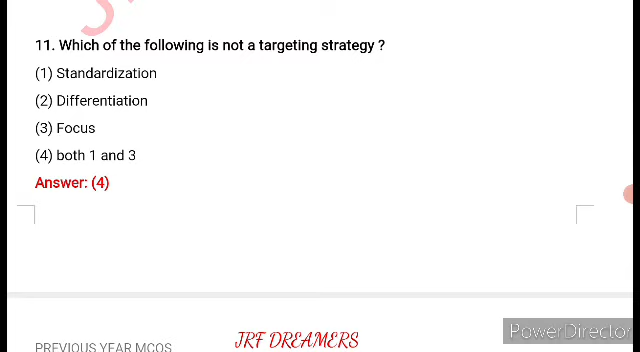 11. Which of the following is not a targeting strategy ?
(1) Standardization
(2) Differentiation
(3) Focus
(4) both 1 and 3
Answer: (4)
PowerDirector
JRF DREAMERS
PREVIOUS YEAR MCQS